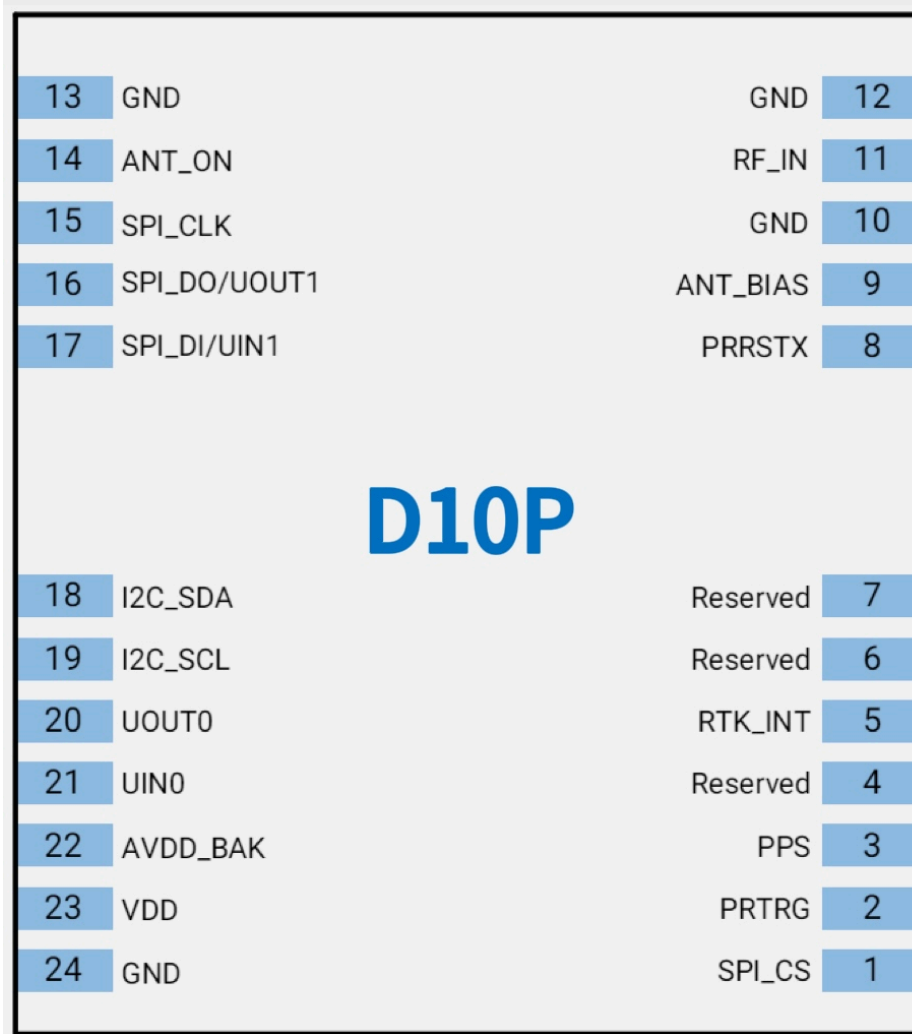 13 GND GND 12
14 ANT_ON RF_IN 11
15 SPI_CLK GND 10
16 SPI_DO/UOUT1 ANT_BIAS 9
17 SPI_DI/UIN1 PRRSTX 8
D10P
18 I2C_SDA Reserved 7
19 I2C_SCL Reserved 6
20 UOUT0 RTK_INT 5
21 UIN0 Reserved 4
22 AVDD_BAK PPS 3
23 VDD PRTRG 2
24 GND SPI_CS 1